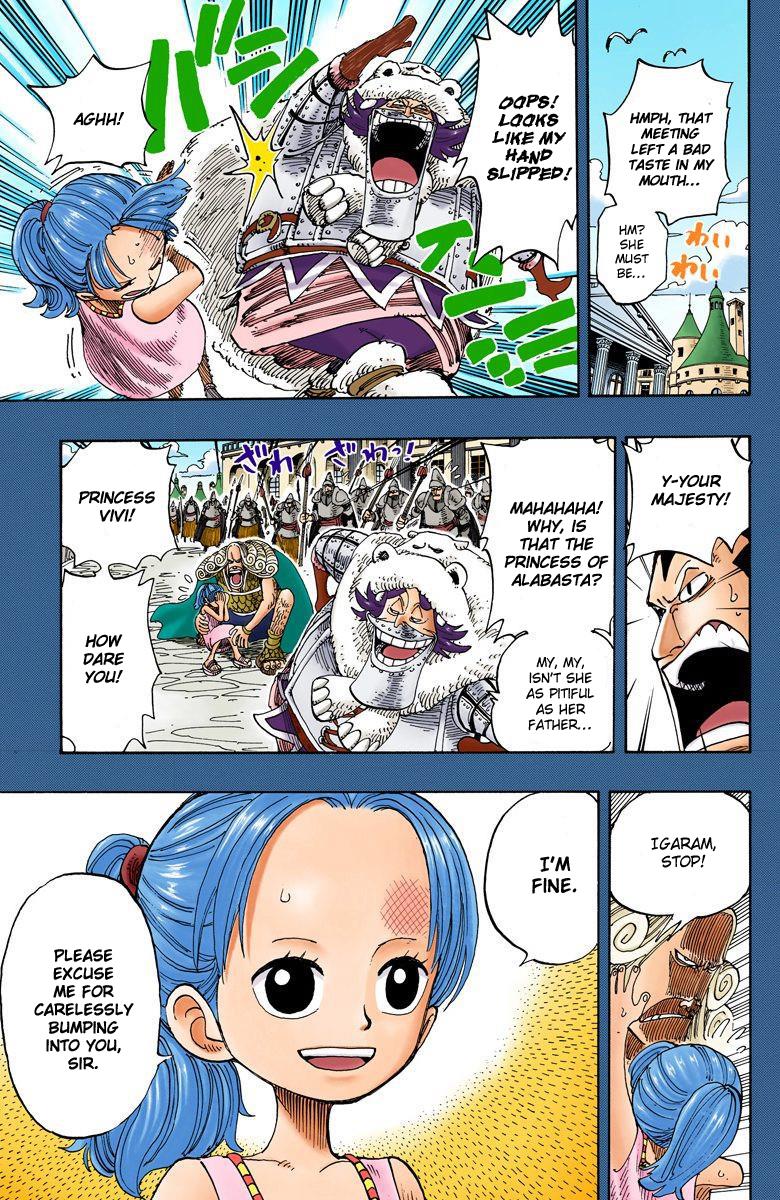 HMPH, THAT
MEETING
LEFT A BAD
TASTE IN MY
MOUTH...
HM?
SHE
MUST
BE...
わい
わい
OOPS!
LOOKS
LIKE MY
HAND
SLIPPED!
バシ
イン!!
AGHH!
Y-YOUR
MAJESTY!
MAHAHAHA!
WHY, IS
THAT THE
PRINCESS OF
ALABASTA?
MY, MY,
ISN'T SHE
AS PITIFUL
AS HER
FATHER...
ざわ ざわっ!
PRINCESS
VIVI!
HOW
DARE
YOU!
IGARAM,
STOP!
I'M
FINE.
PLEASE
EXCUSE
ME FOR
CARELESSLY
BUMPING
INTO YOU,
SIR.